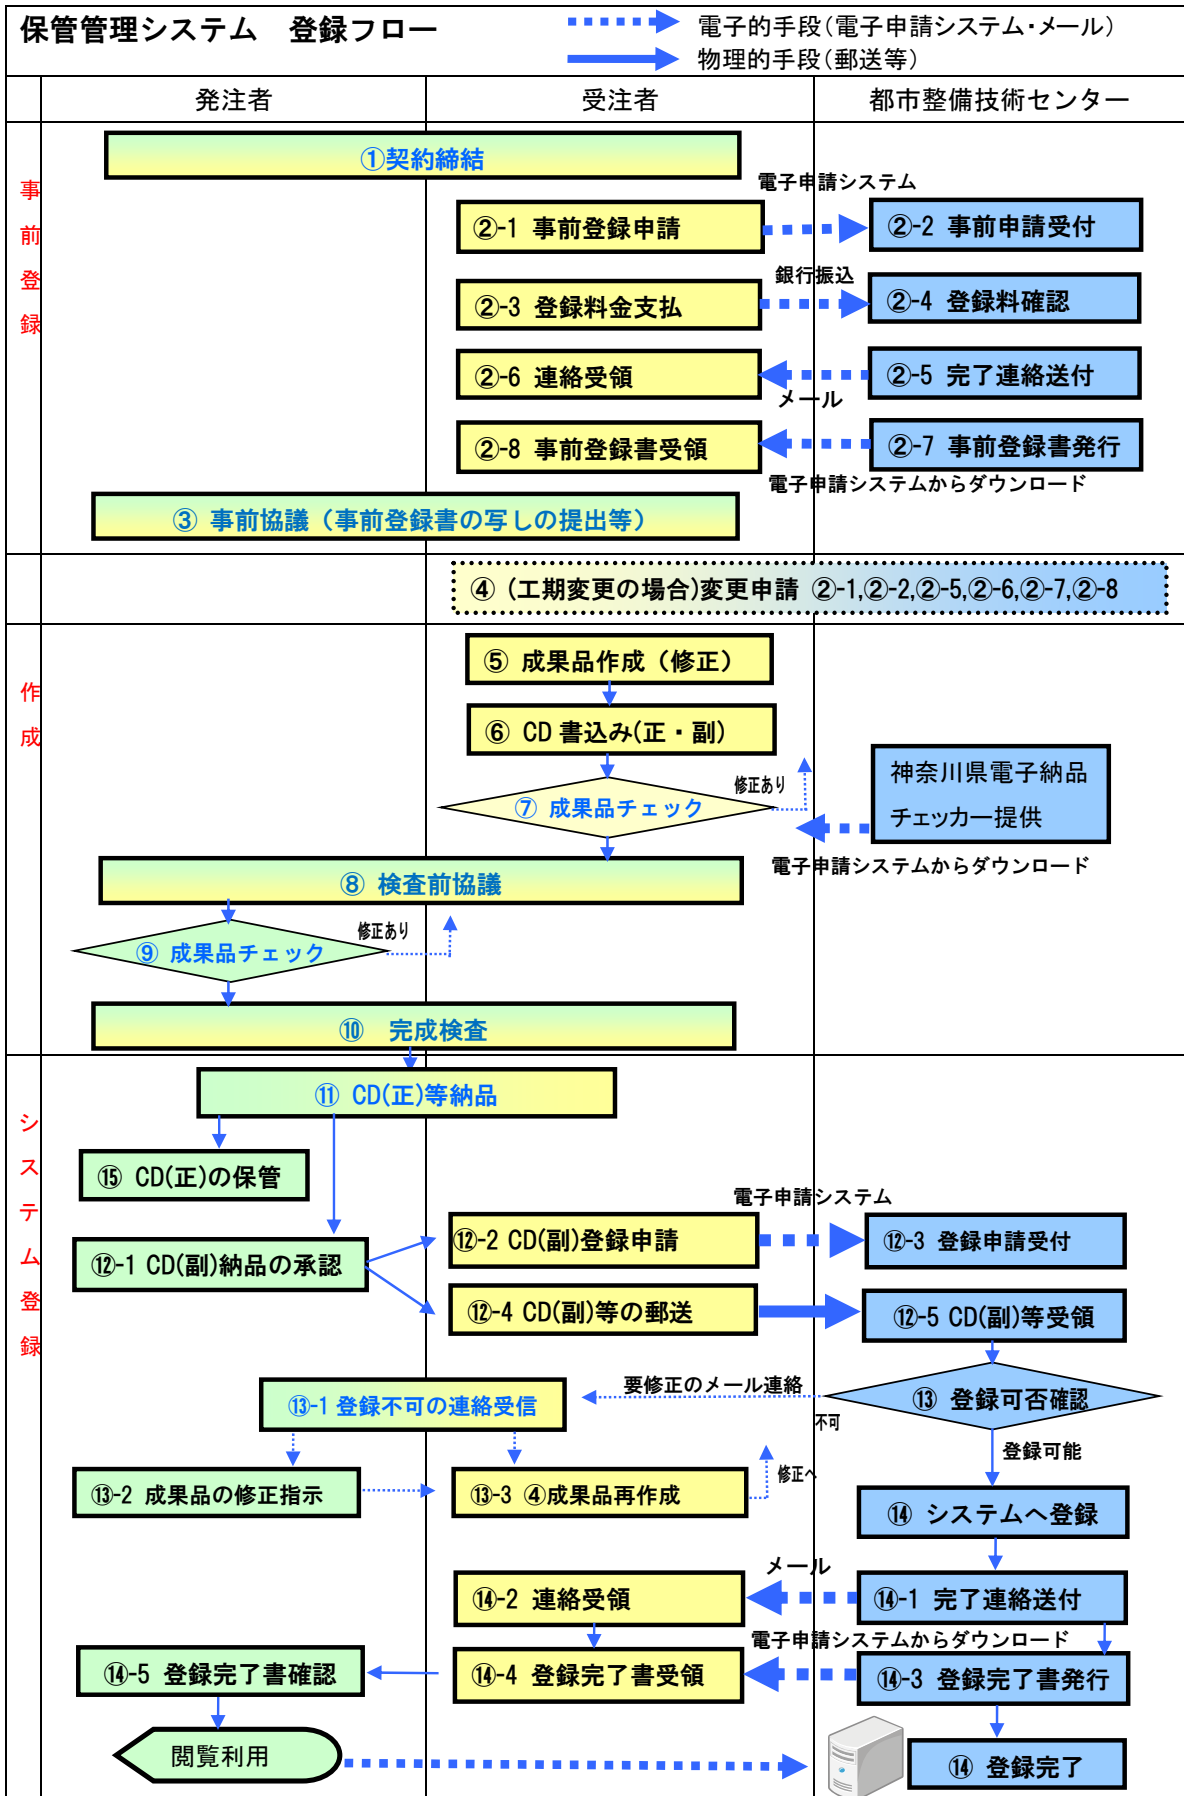 保管管理システム　登録フロー
電子的手段(電子申請システム・メール)
物理的手段(郵送等)
発注者
受注者
都市整備技術センター
事前登録
①契約締結
電子申請システム
②-1 事前登録申請
②-2 事前申請受付
銀行振込
②-3 登録料金支払
②-4 登録料確認
②-6 連絡受領
②-5 完了連絡送付
メール
②-8 事前登録書受領
②-7 事前登録書発行
電子申請システムからダウンロード
③ 事前協議（事前登録書の写しの提出等）
④ (工期変更の場合)変更申請 ②-1,②-2,②-5,②-6,②-7,②-8
作成
⑤ 成果品作成（修正）
⑥ CD書込み(正・副)
⑦ 成果品チェック
修正あり
神奈川県電子納品
チェッカー提供
電子申請システムからダウンロード
⑧ 検査前協議
⑨ 成果品チェック
修正あり
⑩　完成検査
システム登録
⑪ CD(正)等納品
⑮ CD(正)の保管
電子申請システム
⑫-1 CD(副)納品の承認
⑫-2 CD(副)登録申請
⑫-3 登録申請受付
⑫-4 CD(副)等の郵送
⑫-5 CD(副)等受領
⑬-1 登録不可の連絡受信
要修正のメール連絡
⑬ 登録可否確認
不可
登録可能
⑬-2 成果品の修正指示
⑬-3 ④成果品再作成
修正へ
⑭ システムへ登録
メール
⑭-2 連絡受領
⑭-1 完了連絡送付
電子申請システムからダウンロード
⑭-5 登録完了書確認
⑭-4 登録完了書受領
⑭-3 登録完了書発行
閲覧利用
⑭ 登録完了